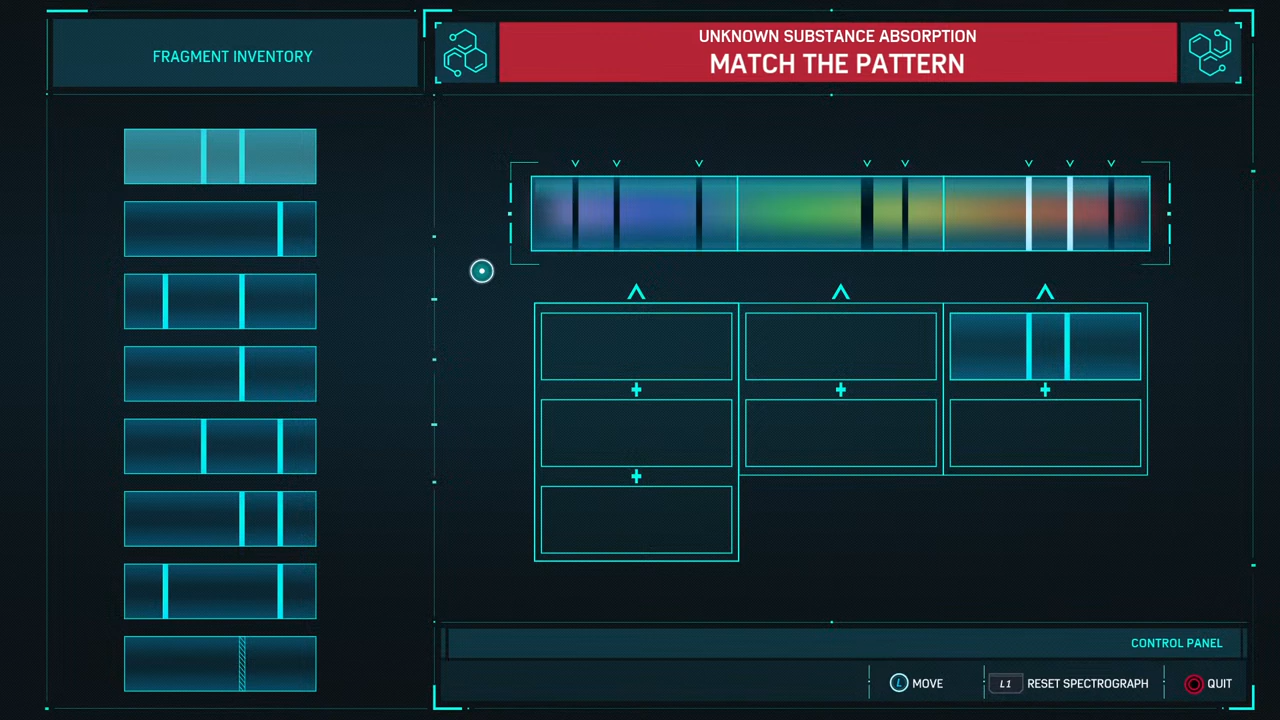 FRAGMENT INVENTORY
UNKNOWN SUBSTANCE ABSORPTION
MATCH THE PATTERN
CONTROL PANEL
L MOVE
L1 RESET SPECTROGRAPH
QUIT